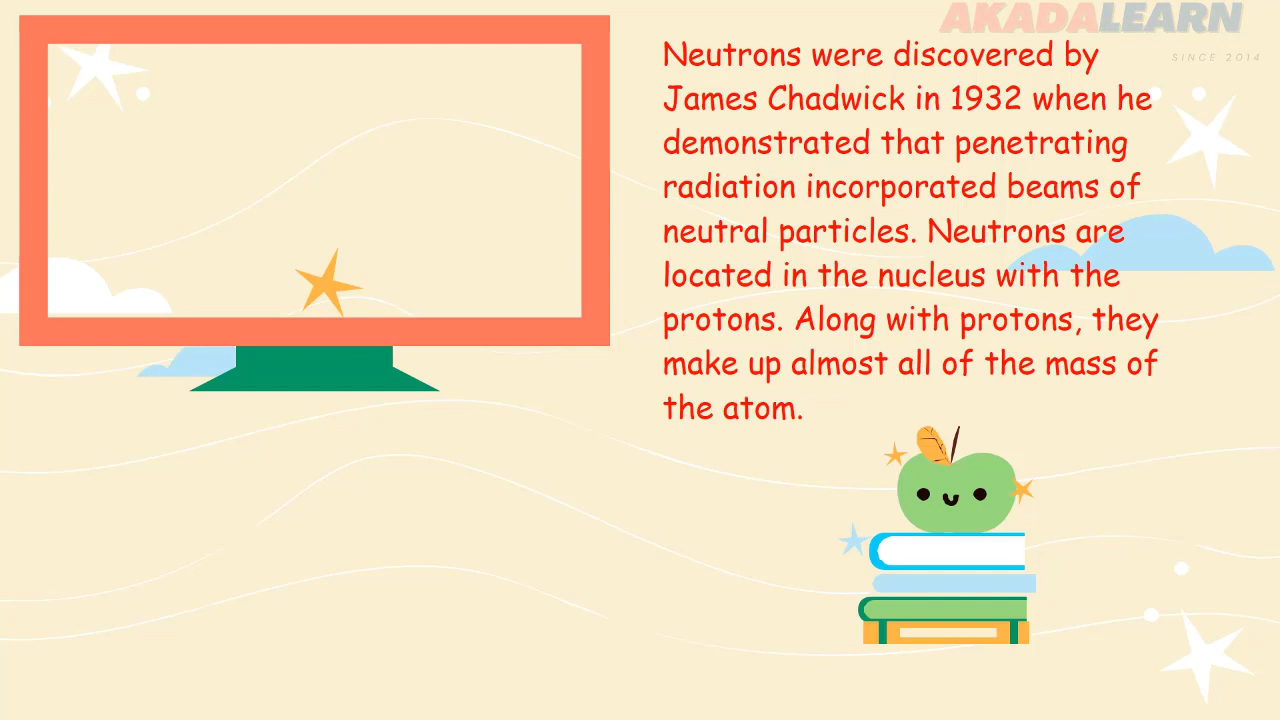 AKADALEARN
SINCE 2014
Neutrons were discovered by
James Chadwick in 1932 when he
demonstrated that penetrating
radiation incorporated beams of
neutral particles. Neutrons are
located in the nucleus with the
protons. Along with protons, they
make up almost all of the mass of
the atom.